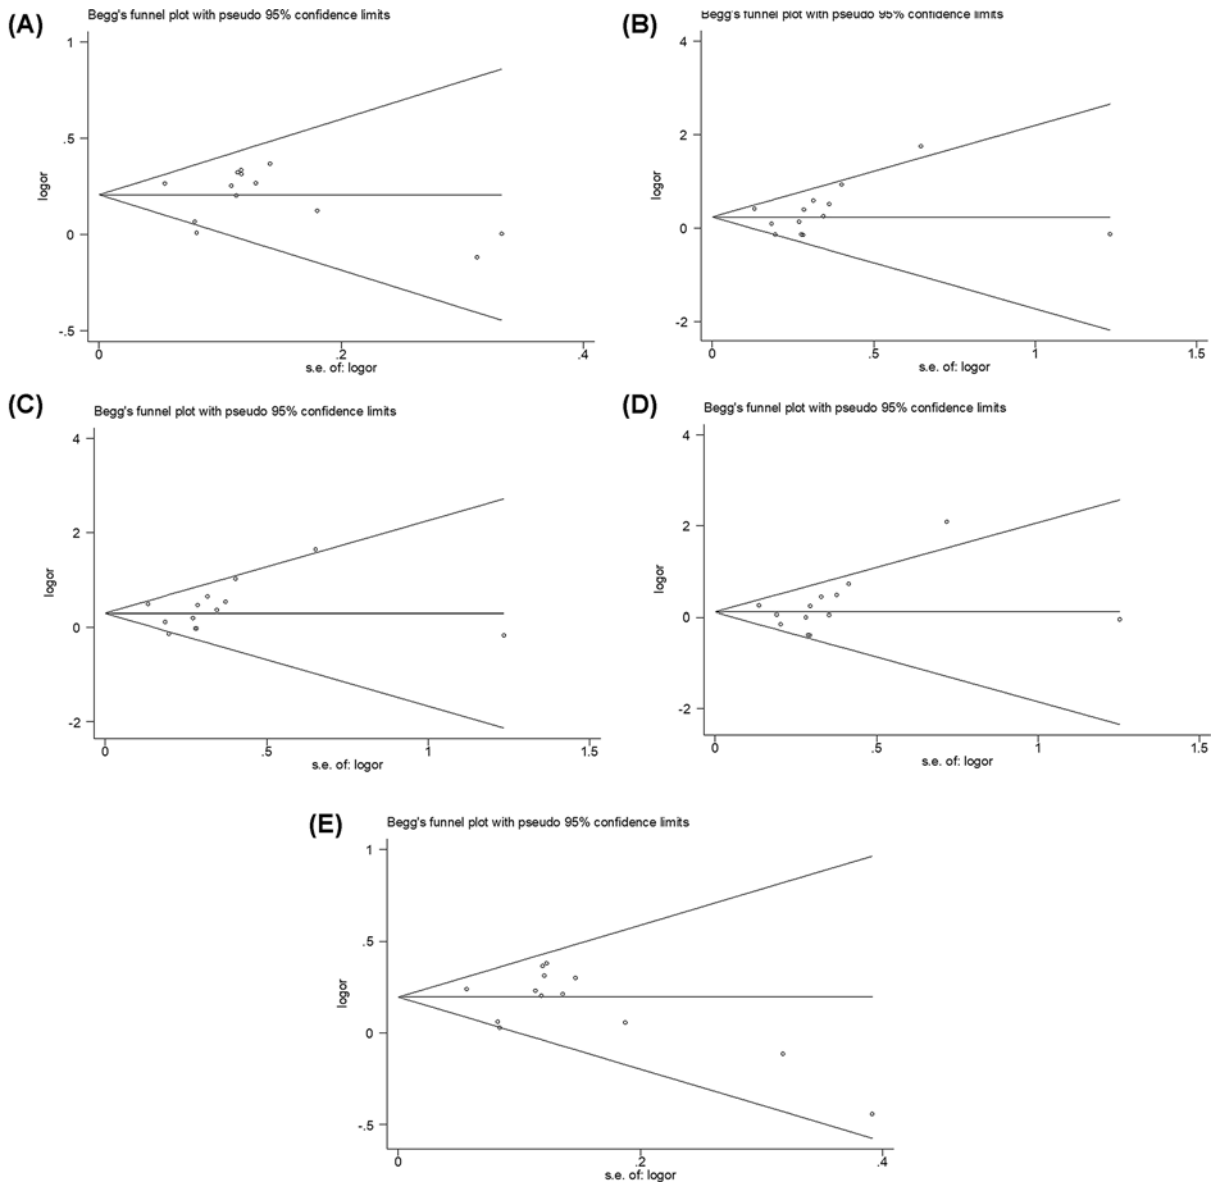 (A)
Begg's funnel plot with pseudo 95% confidence limits
1
.5
0
-.5
logor
0
.2
.4
s.e. of: logor
(B)
Begg's funnel plot with pseudo 95% confidence limits
4
2
0
-2
logor
0
.5
1
1.5
s.e. of: logor
(C)
Begg's funnel plot with pseudo 95% confidence limits
4
2
0
-2
logor
0
.5
1
1.5
s.e. of: logor
(D)
Begg's funnel plot with pseudo 95% confidence limits
4
2
0
-2
logor
0
.5
1
1.5
s.e. of: logor
(E)
Begg's funnel plot with pseudo 95% confidence limits
1
.5
0
-.5
logor
0
.2
.4
s.e. of: logor